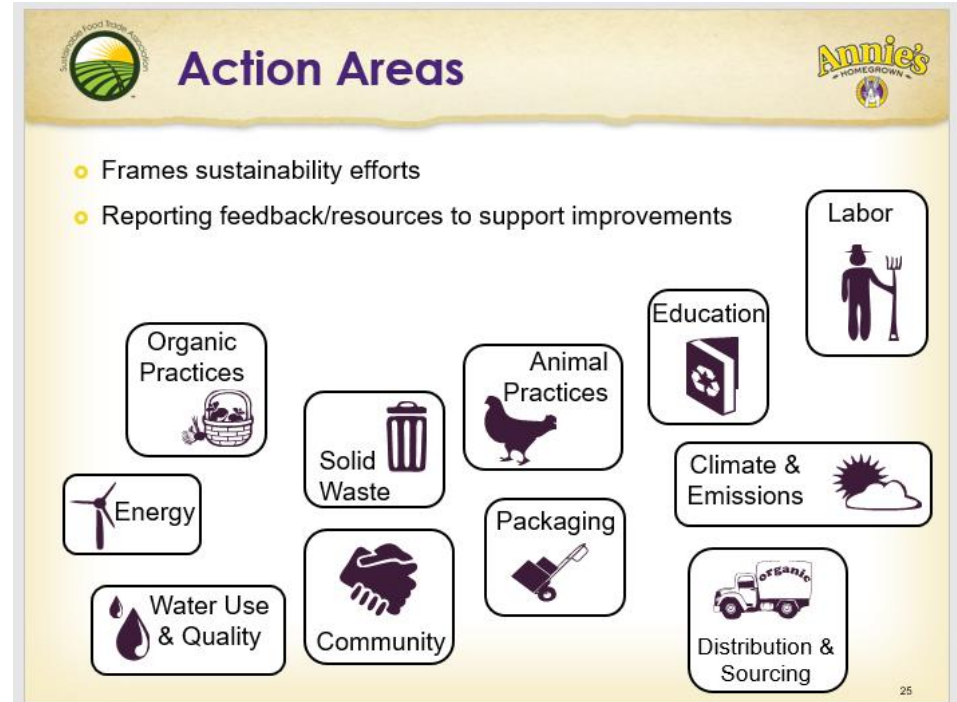 Sustainable Food Trade Association
Action Areas
Annie's
HOMEGROWN
Frames sustainability efforts
Reporting feedback/resources to support improvements
Labor
Education
Organic
Practices
Animal
Practices
Solid
Waste
Climate &
Emissions
Energy
Packaging
organic
Water Use
& Quality
Community
Distribution &
Sourcing
25